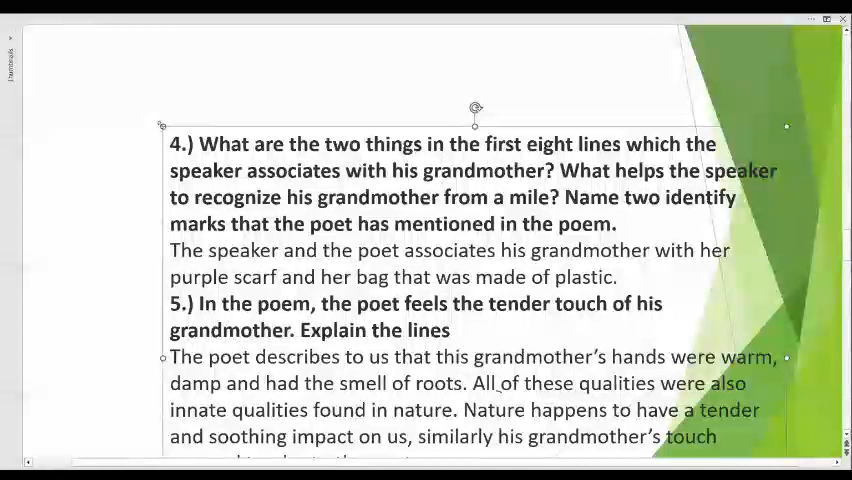 Thumbnails
4.) What are the two things in the first eight lines which the
speaker associates with his grandmother? What helps the speaker
to recognize his grandmother from a mile? Name two identify
marks that the poet has mentioned in the poem.
The speaker and the poet associates his grandmother with her
purple scarf and her bag that was made of plastic.
5.) In the poem, the poet feels the tender touch of his
grandmother. Explain the lines
The poet describes to us that this grandmother's hands were warm,
damp and had the smell of roots. All of these qualities were also
innate qualities found in nature. Nature happens to have a tender
and soothing impact on us, similarly his grandmother's touch